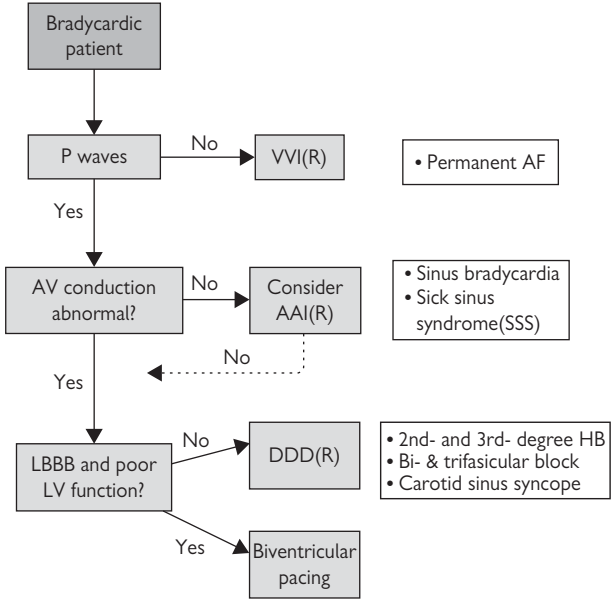 Bradycardic
patient
P waves
No
VVI(R)
• Permanent AF
Yes
AV conduction
abnormal?
No
Consider
AAI(R)
• Sinus bradycardia
• Sick sinus
syndrome(SSS)
No
Yes
LBBB and poor
LV function?
No
DDD(R)
• 2nd- and 3rd- degree HB
• Bi- & trifasicular block
• Carotid sinus syncope
Yes
Biventricular
pacing